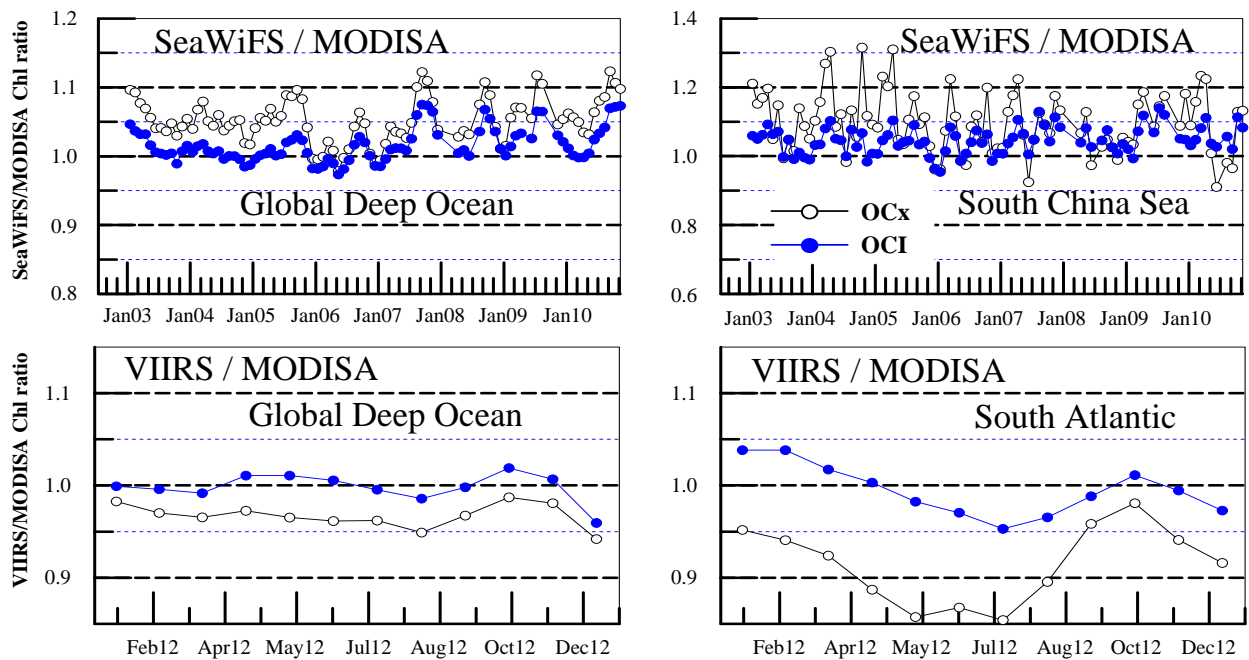 SeaWiFS/MODISA Chl ratio
1.2
1.1
1.0
0.9
0.8
SeaWiFS / MODISA
Global Deep Ocean
Jan03 Jan04 Jan05 Jan06 Jan07 Jan08 Jan09 Jan10
1.4
1.2
1.0
0.8
0.6
SeaWiFS / MODISA
OCx
OCI
South China Sea
Jan03 Jan04 Jan05 Jan06 Jan07 Jan08 Jan09 Jan10
VIIRS/MODISA Chl ratio
1.1
1.0
0.9
VIIRS / MODISA
Global Deep Ocean
Feb12 Apr12 May12 Jul12 Aug12 Oct12 Dec12
1.1
1.0
0.9
VIIRS / MODISA
South Atlantic
Feb12 Apr12 May12 Jul12 Aug12 Oct12 Dec12